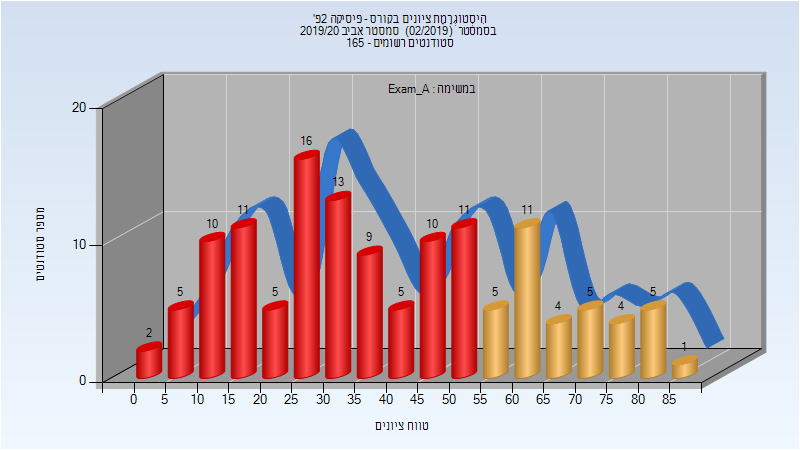 היסטוגרמת ציונים בקורס - פיסיקה 2פ'
בסמסטר (02/2019) סמסטר אביב 2019/20
סטודנטים רשומים - 165
במשימה : Exam_A
20
10
0
מספר סטודנטים
2 5 10 11 5 16 13 9 5 10 11 5 11 4 5 4 5 1
0 5 10 15 20 25 30 35 40 45 50 55 60 65 70 75 80 85
טווח ציונים